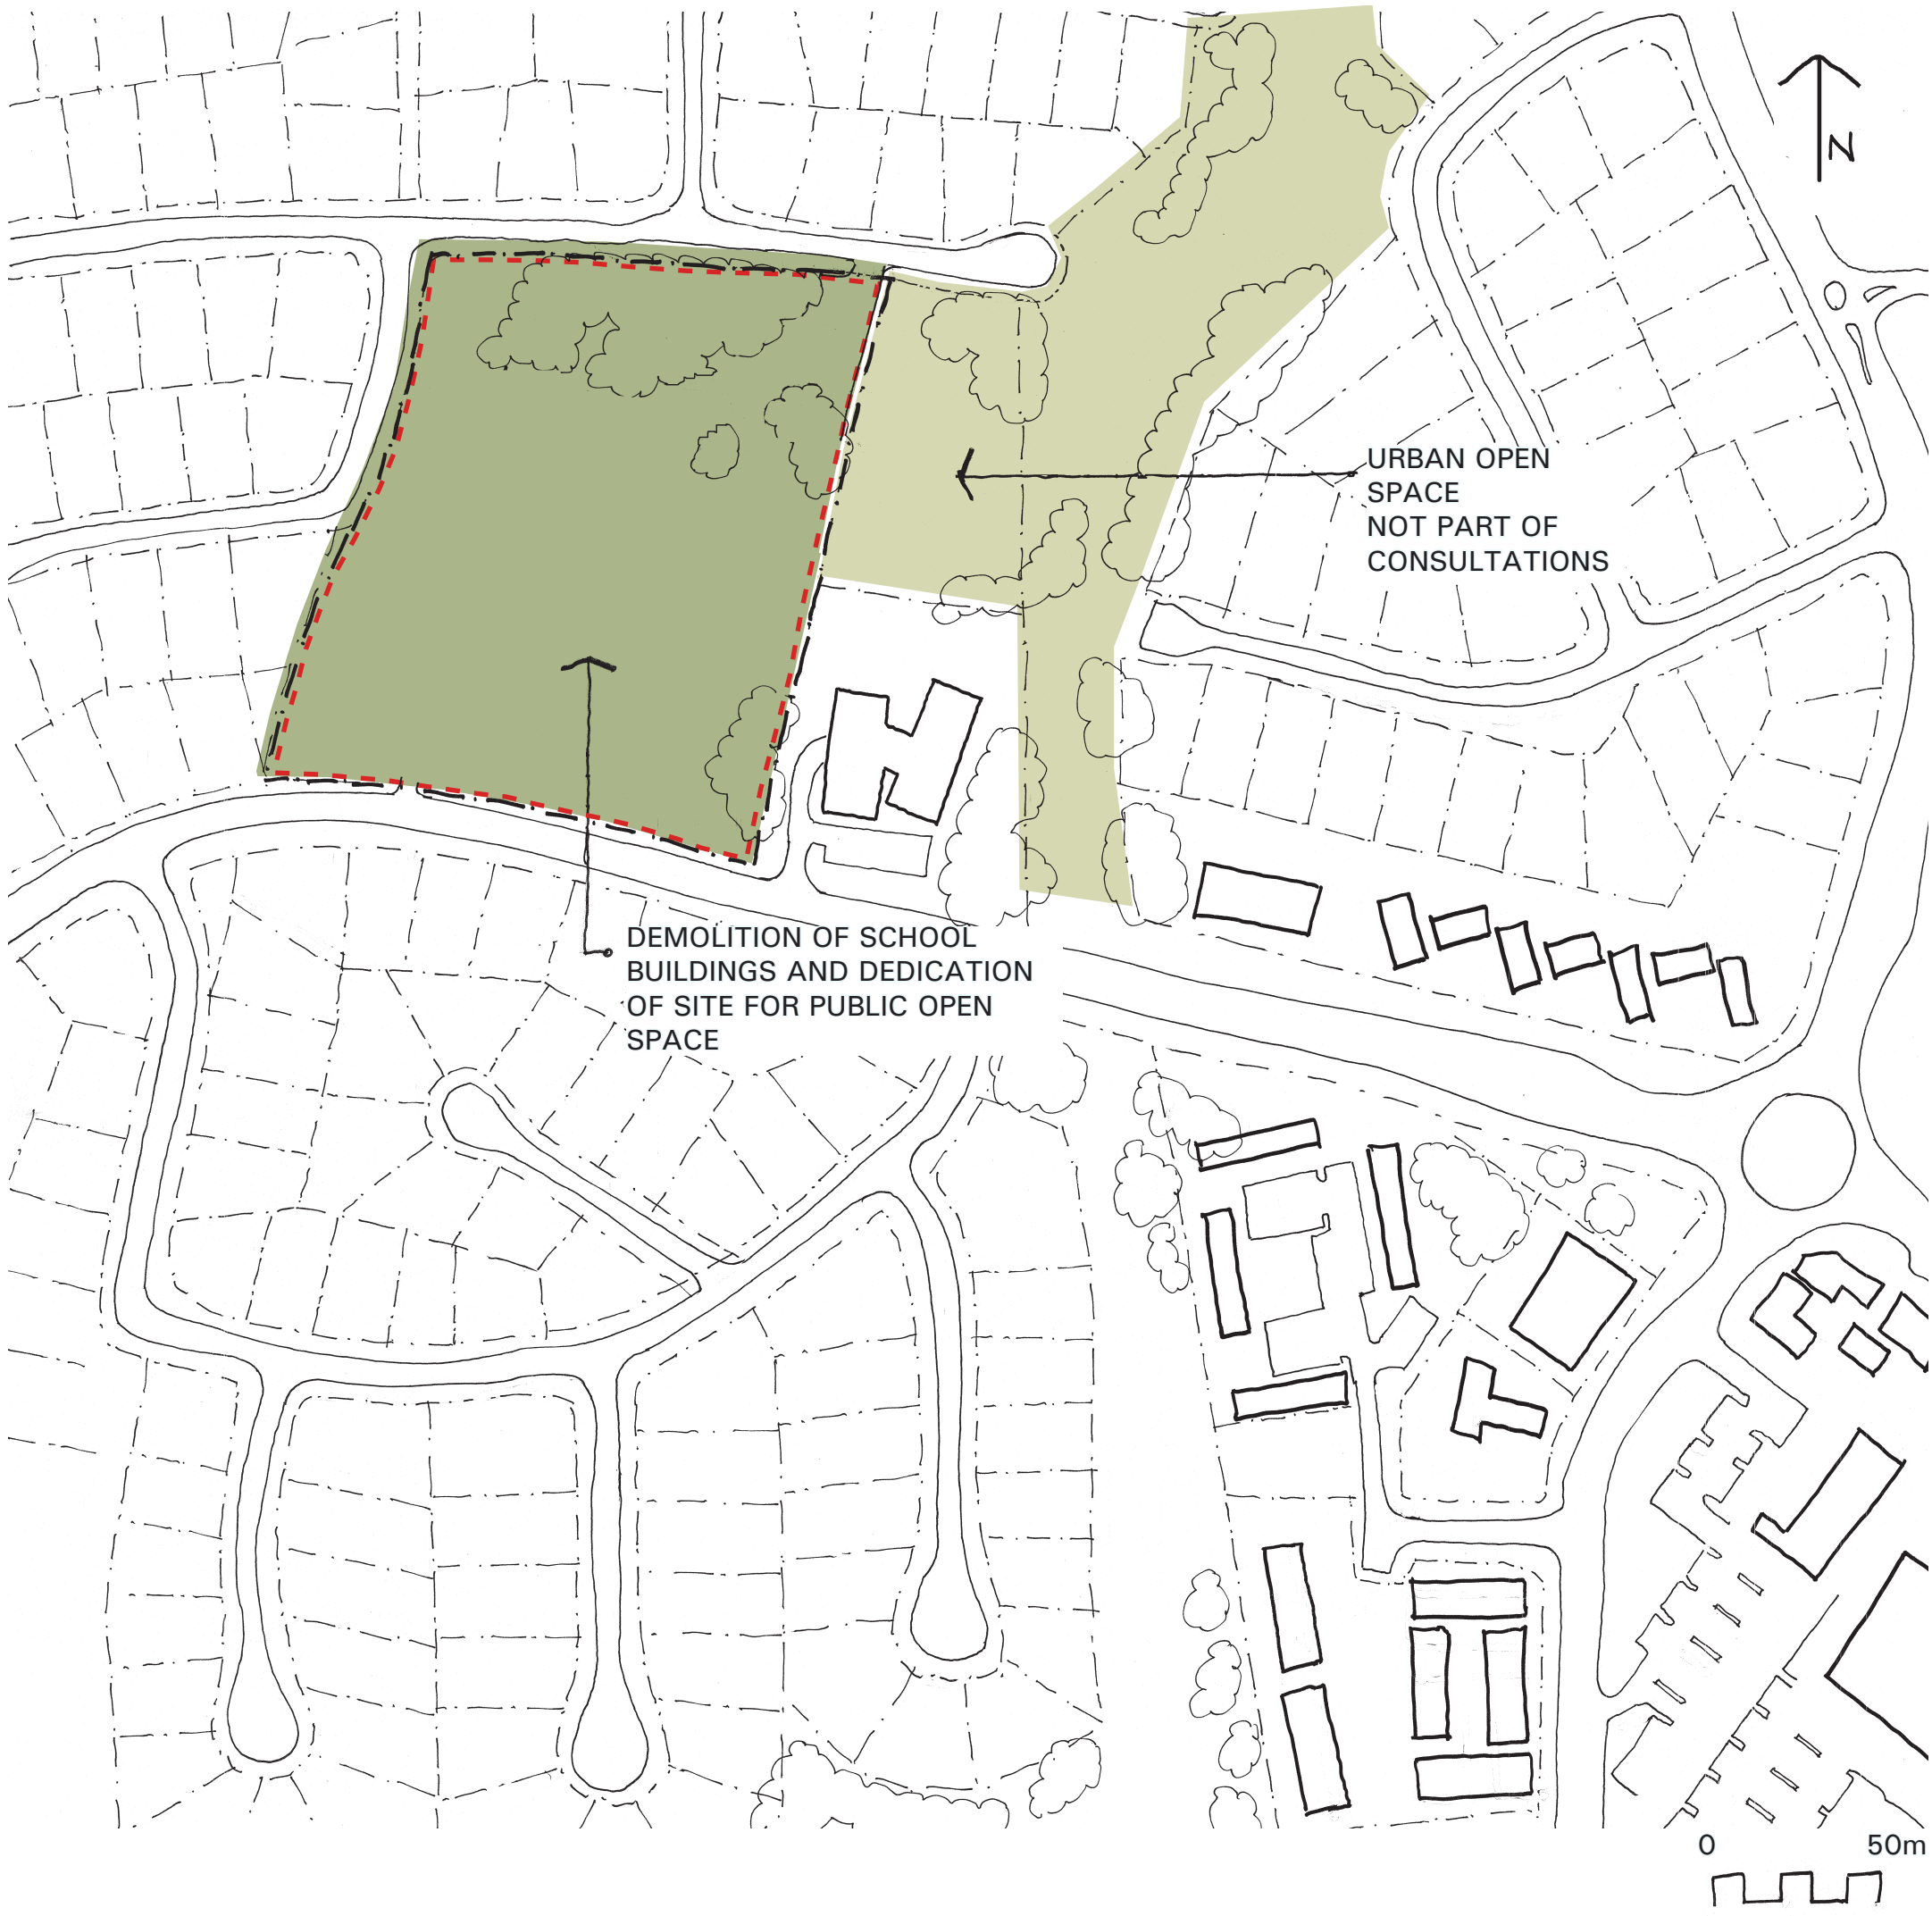 N
URBAN OPEN
SPACE
NOT PART OF
CONSULTATIONS
DEMOLITION OF SCHOOL
BUILDINGS AND DEDICATION
OF SITE FOR PUBLIC OPEN
SPACE
0 50m